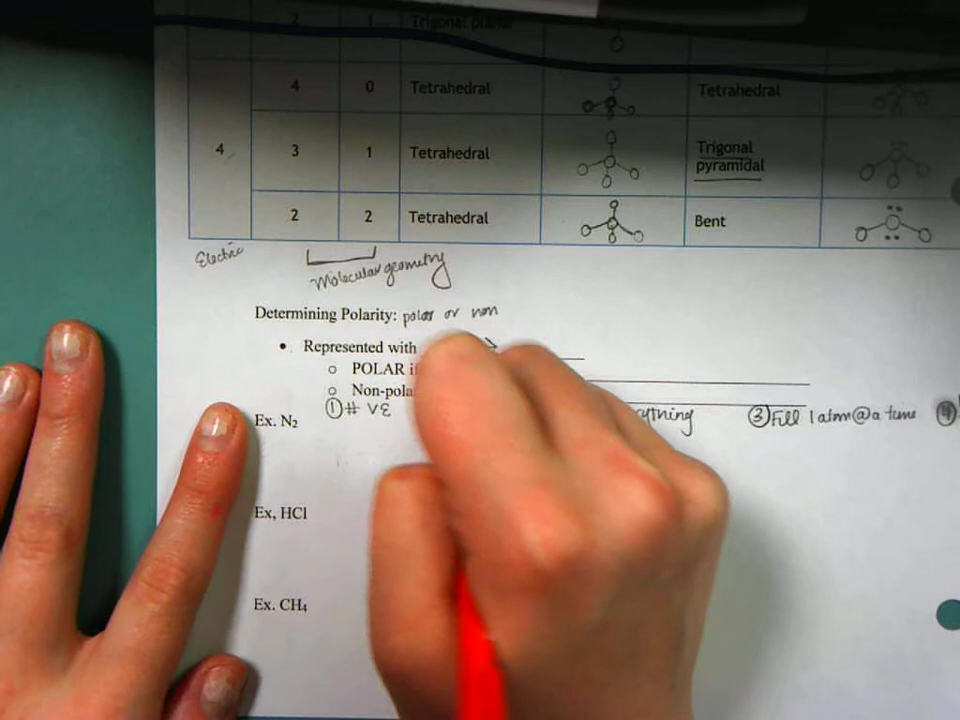 2 1 Trigonal planar
4 0 Tetrahedral Tetrahedral
4 3 1 Tetrahedral Trigonal
pyramidal
2 2 Tetrahedral Bent
Electric
Molecular geometry
Determining Polarity: polar or non
• Represented with
o POLAR i
o Non-pola
① # VE ything ③ Fill 1 atom @ a time ④
Ex. N₂
Ex, HCl
Ex. CH₄